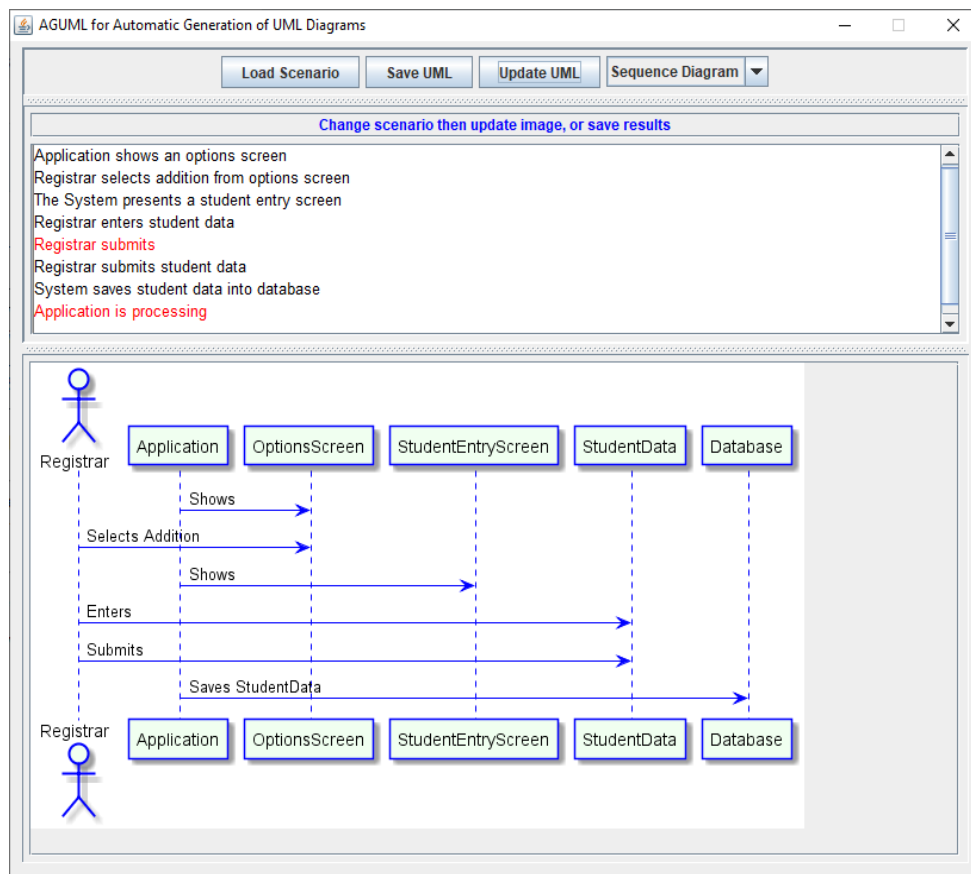 AGUML for Automatic Generation of UML Diagrams
Load Scenario Save UML Update UML Sequence Diagram
Change scenario then update image, or save results
Application shows an options screen
Registrar selects addition from options screen
The System presents a student entry screen
Registrar enters student data
Registrar submits
Registrar submits student data
System saves student data into database
Application is processing
Registrar Application OptionsScreen StudentEntryScreen StudentData Database
Shows
Selects Addition
Shows
Enters
Submits
Saves StudentData
Registrar Application OptionsScreen StudentEntryScreen StudentData Database